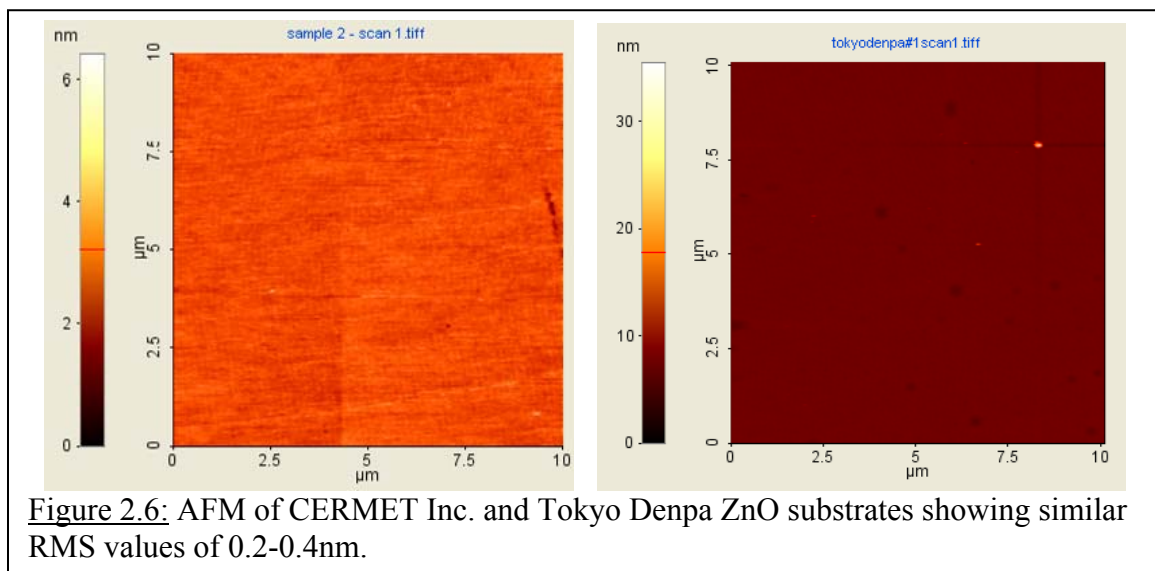 nm
sample 2 - scan 1.tiff
6
4
2
0
10
7.5
5
2.5
0
µm
0
2.5
5
7.5
10
µm
nm
tokyodenpa#1scan1.tiff
30
20
10
0
10
7.5
5
2.5
0
µm
0
2.5
5
7.5
10
µm
Figure 2.6: AFM of CERMET Inc. and Tokyo Denpa ZnO substrates showing similar
RMS values of 0.2-0.4nm.